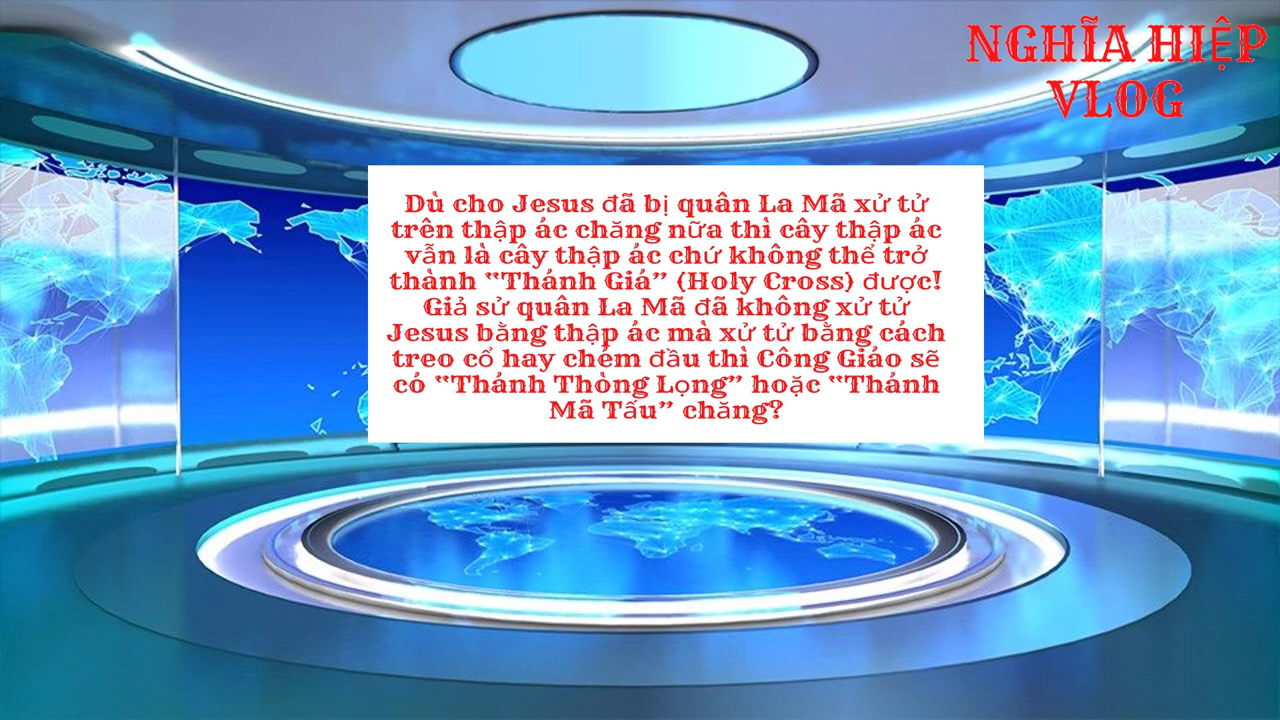 NGHĨA HIỆP
VLOG
Dù cho Jesus đã bị quân La Mã xử tử
trên thập ác chăng nữa thì cây thập ác
vẫn là cây thập ác chứ không thể trở
thành “Thánh Giá” (Holy Cross) được!
Giả sử quân La Mã đã không xử tử
Jesus bằng thập ác mà xử tử bằng cách
treo cổ hay chém đầu thì Công Giáo sẽ
có “Thánh Thòng Lọng” hoặc “Thánh
Mã Tấu” chăng?